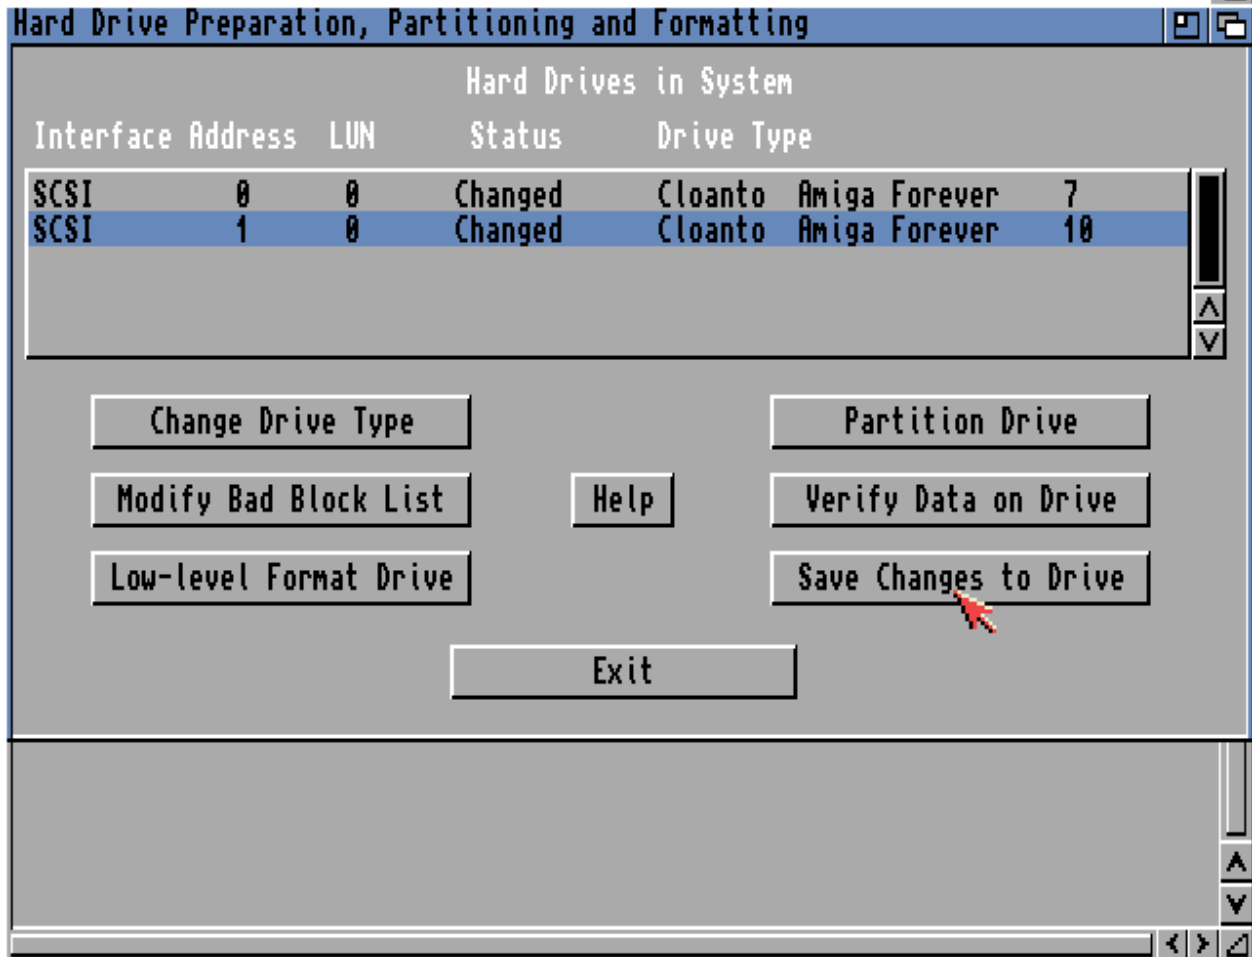 Hard Drive Preparation, Partitioning and Formatting
Hard Drives in System
Interface Address LUN Status Drive Type
SCSI 0 0 Changed Cloanto Amiga Forever 7
SCSI 1 0 Changed Cloanto Amiga Forever 10
Change Drive Type Partition Drive
Modify Bad Block List Help Verify Data on Drive
Low-level Format Drive Save Changes to Drive
Exit